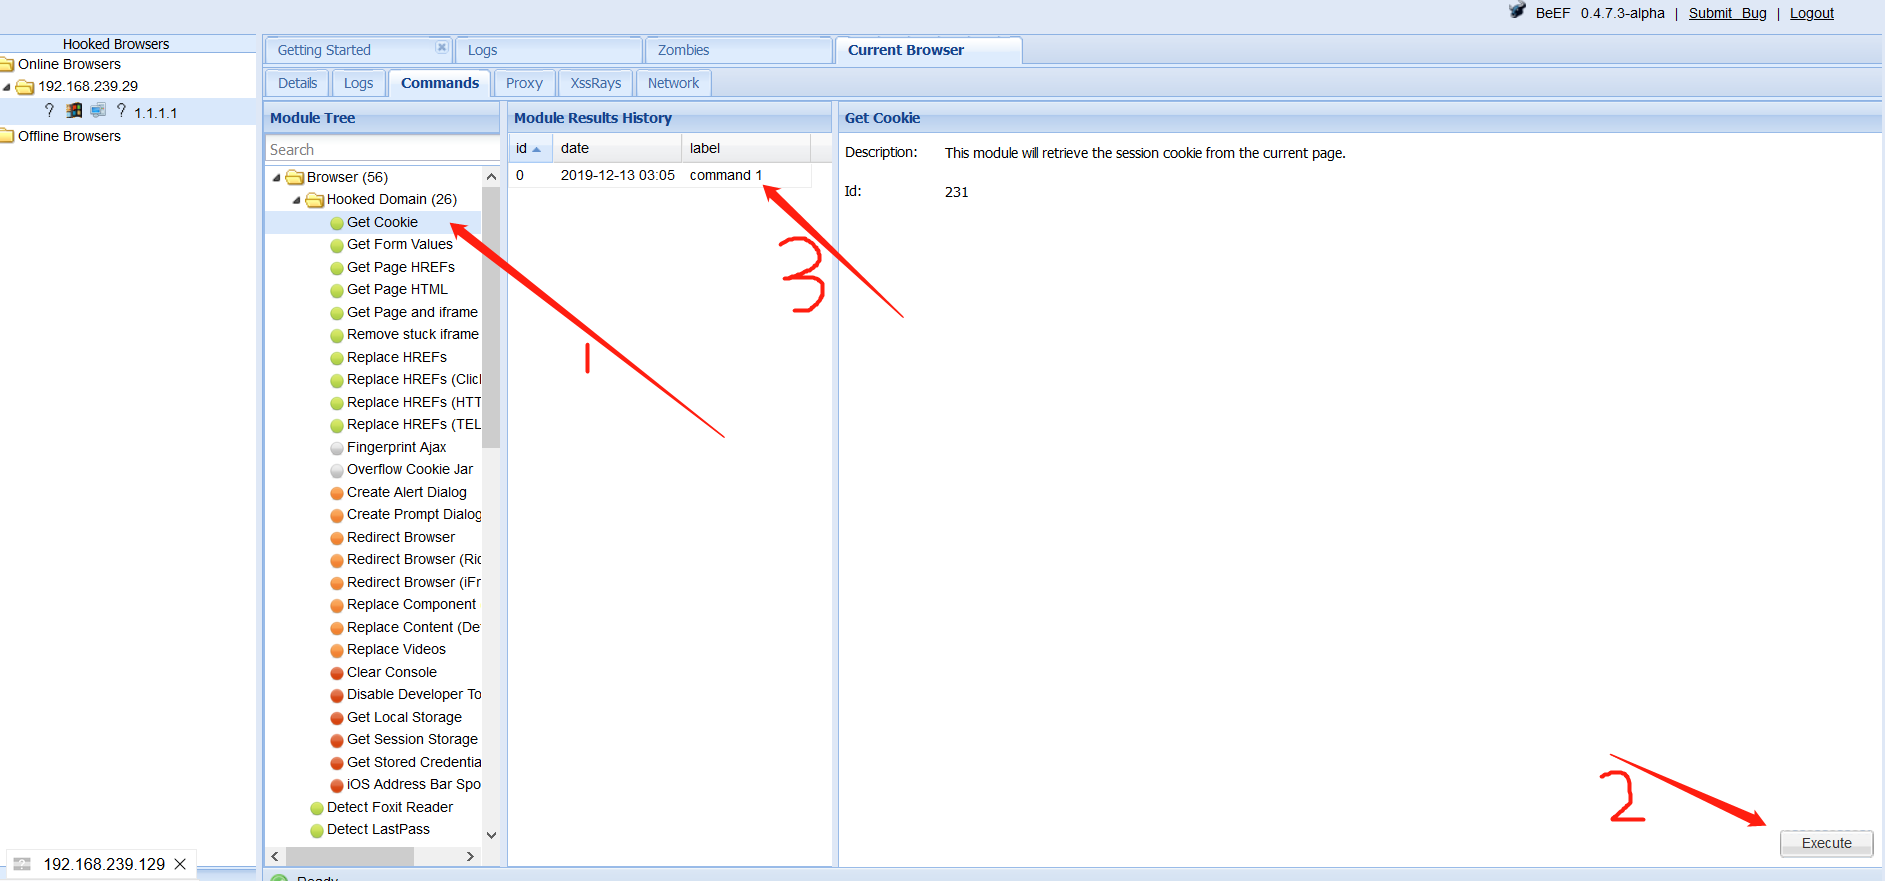 BeEF 0.4.7.3-alpha | Submit Bug | Logout
Hooked Browsers
Online Browsers
192.168.239.29
? ? 1.1.1.1
Offline Browsers
Getting Started Logs Zombies Current Browser
Details Logs Commands Proxy XssRays Network
Module Tree
Search
Browser (56)
Hooked Domain (26)
Get Cookie
Get Form Values
Get Page HREFs
Get Page HTML
Get Page and iframe
Remove stuck iframe
Replace HREFs
Replace HREFs (Clicl
Replace HREFs (HTT
Replace HREFs (TEL
Fingerprint Ajax
Overflow Cookie Jar
Create Alert Dialog
Create Prompt Dialog
Redirect Browser
Redirect Browser (Ric
Redirect Browser (iFr
Replace Component
Replace Content (De
Replace Videos
Clear Console
Disable Developer To
Get Local Storage
Get Session Storage
Get Stored Credentia
iOS Address Bar Spo
Detect Foxit Reader
Detect LastPass
1
Module Results History
id date label
0 2019-12-13 03:05 command 1
3
Get Cookie
Description: This module will retrieve the session cookie from the current page.
Id: 231
2
Execute
192.168.239.129
Ready